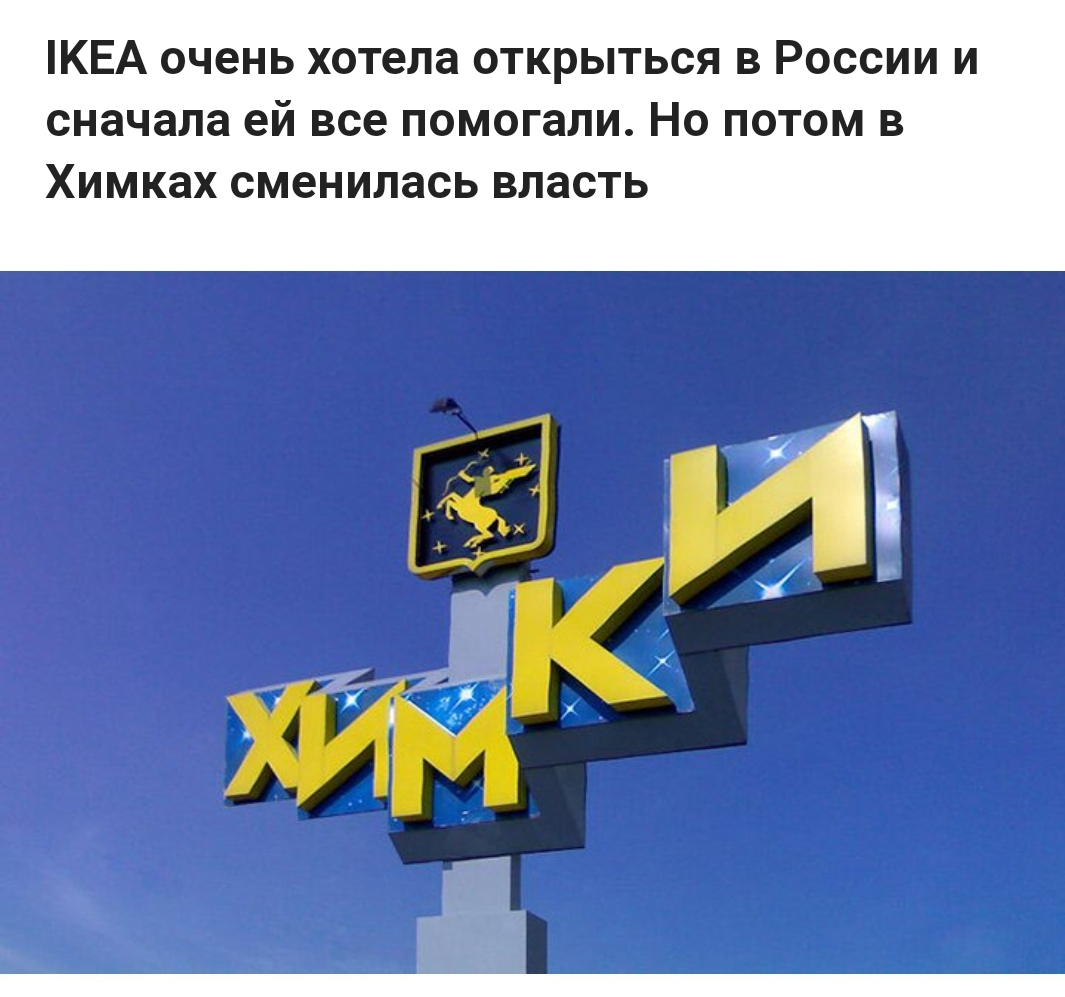 IKEA очень хотела открыться в России и
сначала ей все помогали. Но потом в
Химках сменилась власть
ХИМКИ